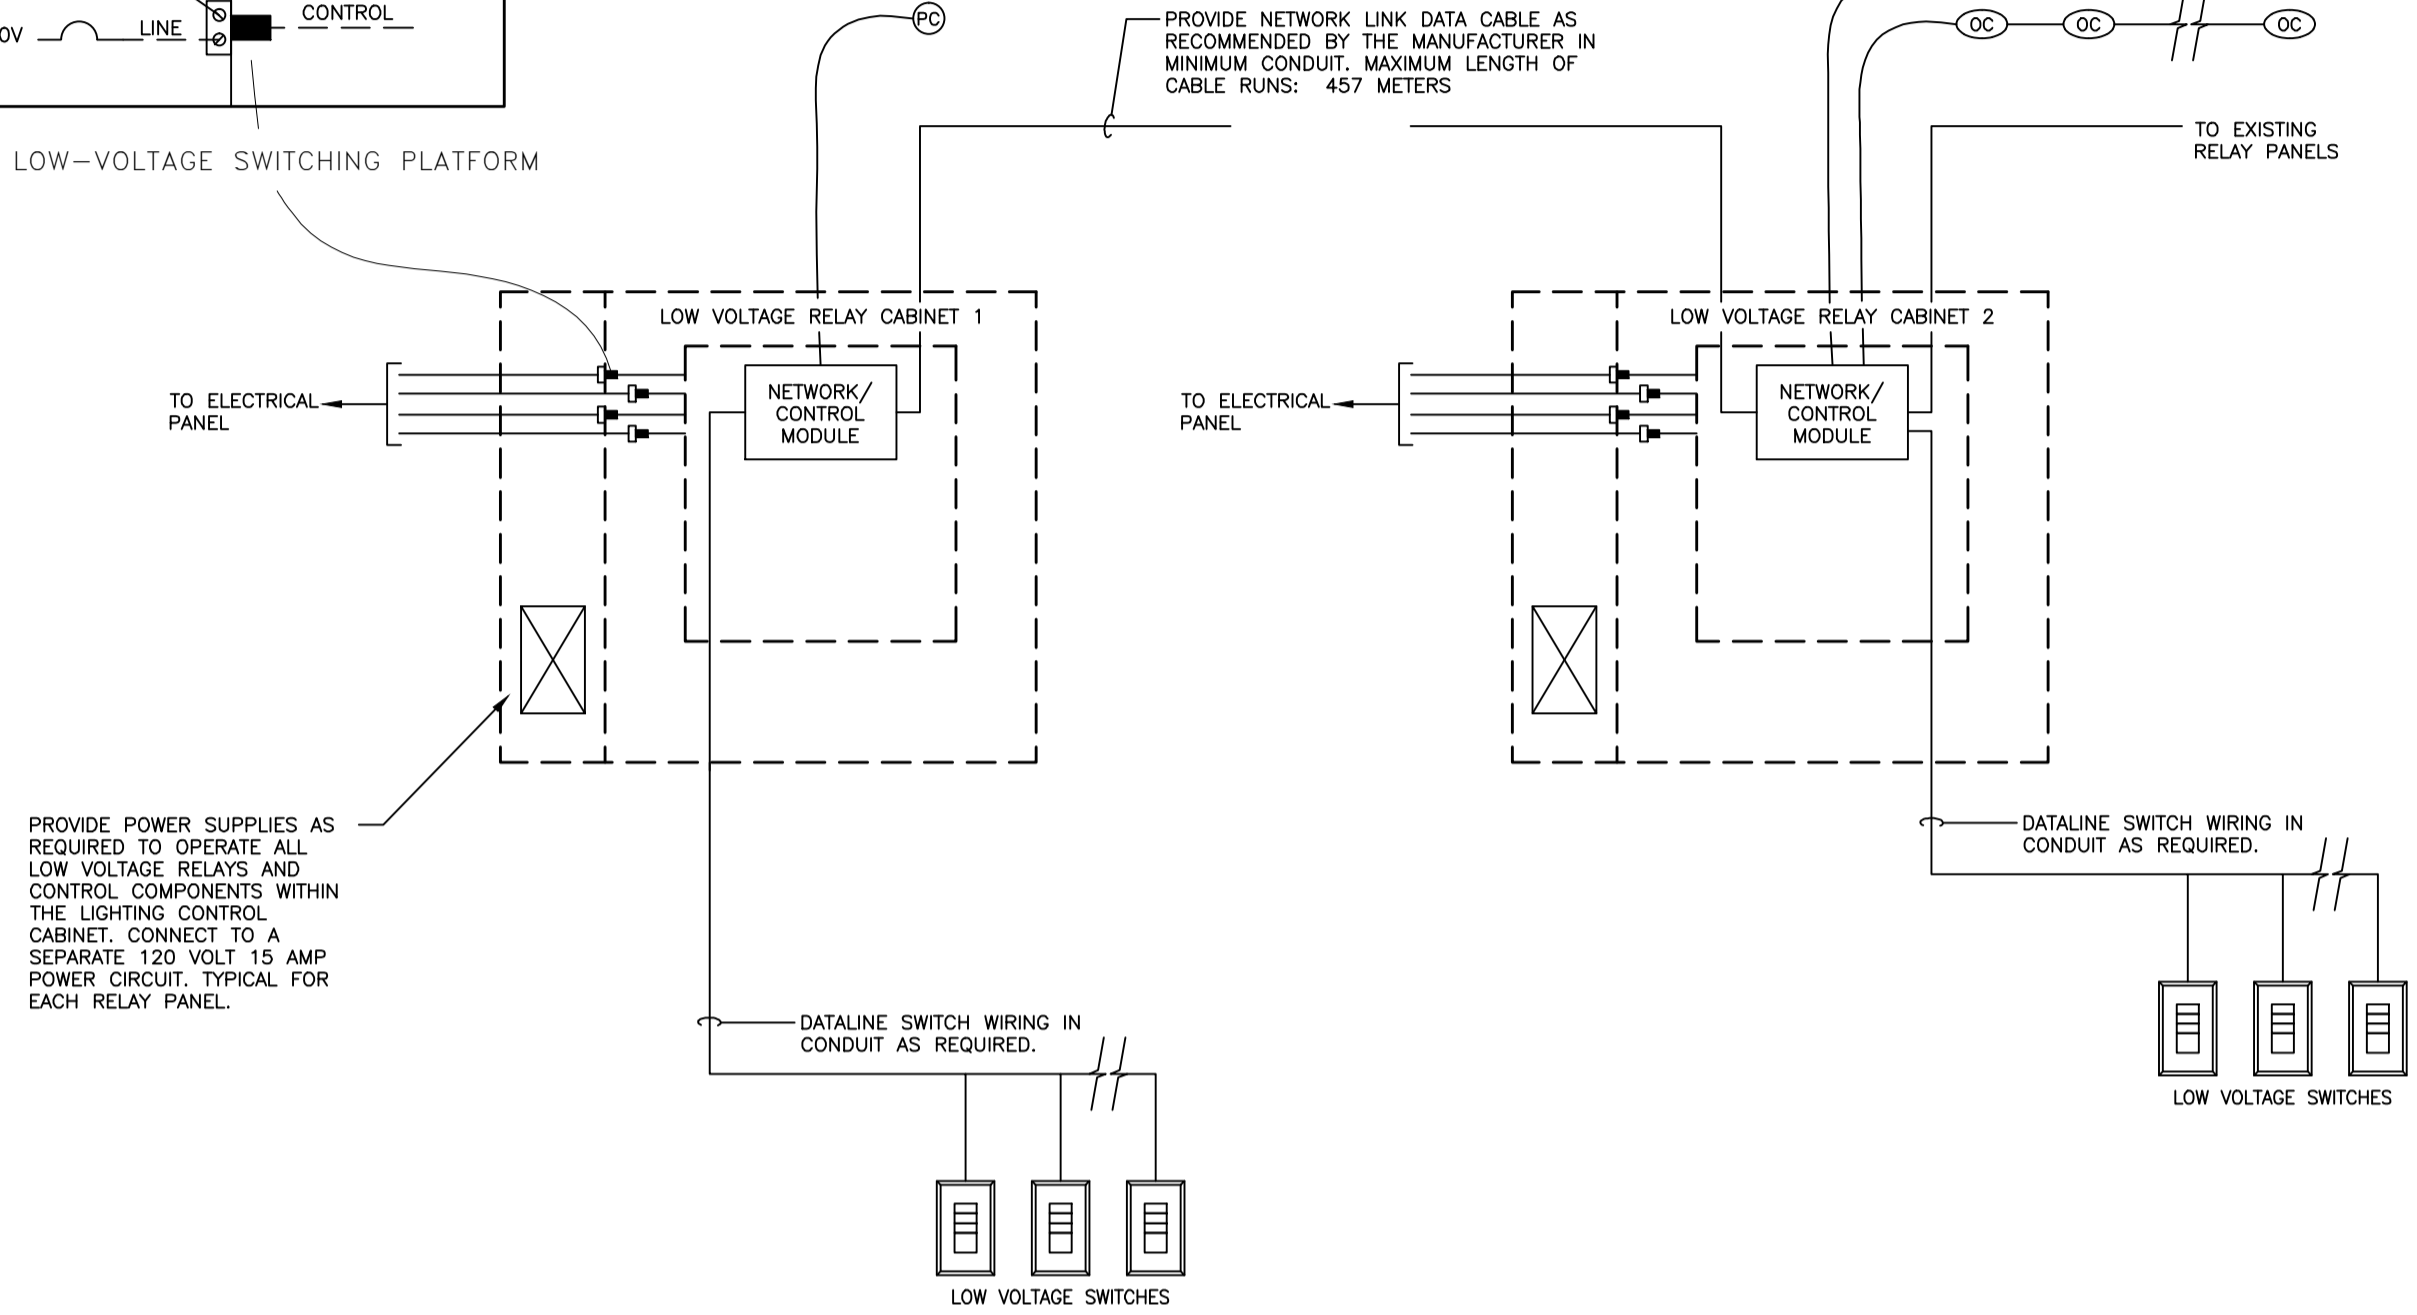 CONTROL
0V
LINE
LOW-VOLTAGE SWITCHING PLATFORM
PC
PROVIDE NETWORK LINK DATA CABLE AS
RECOMMENDED BY THE MANUFACTURER IN
MINIMUM CONDUIT. MAXIMUM LENGTH OF
CABLE RUNS: 457 METERS
OC
OC
OC
TO EXISTING
RELAY PANELS
LOW VOLTAGE RELAY CABINET 1
NETWORK/
CONTROL
MODULE
TO ELECTRICAL
PANEL
LOW VOLTAGE RELAY CABINET 2
NETWORK/
CONTROL
MODULE
TO ELECTRICAL
PANEL
PROVIDE POWER SUPPLIES AS
REQUIRED TO OPERATE ALL
LOW VOLTAGE RELAYS AND
CONTROL COMPONENTS WITHIN
THE LIGHTING CONTROL
CABINET. CONNECT TO A
SEPARATE 120 VOLT 15 AMP
POWER CIRCUIT. TYPICAL FOR
EACH RELAY PANEL.
DATALINE SWITCH WIRING IN
CONDUIT AS REQUIRED.
LOW VOLTAGE SWITCHES
DATALINE SWITCH WIRING IN
CONDUIT AS REQUIRED.
LOW VOLTAGE SWITCHES